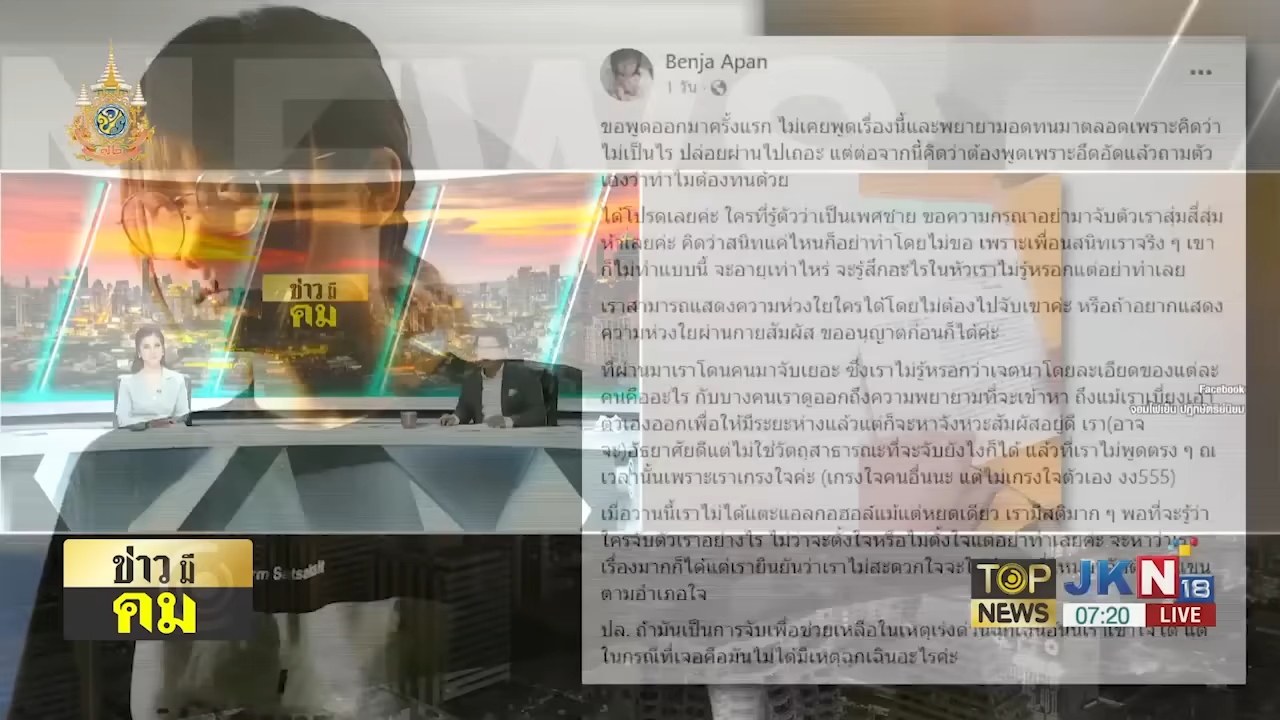 NEWS
Benja Apan
1 วัน
ขอพูดออกมาครั้งแรก ไม่เคยพูดเรื่องนี้และพยายามอดทนมาตลอดเพราะคิดว่า
ไม่เป็นไร ปล่อยผ่านไปเถอะ แต่ต่อจากนี้คิดว่าต้องพูดเพราะอึดอัดแล้วถามตัว
เองว่าทำไมต้องทนด้วย
ได้โปรดเลยค่ะ ใครที่รู้ตัวว่าเป็นเพศชาย ขอความกรุณาอย่ามาจับตัวเราสุ่มสี่สุ่ม
ห้าเลยค่ะ คิดว่าสนิทแค่ไหนก็อย่าทำโดยไม่ขอ เพราะเพื่อนสนิทเราจริง ๆ เขา
ก็ไม่ทำแบบนี้ จะอายุเท่าไหร่ จะรู้สึกอะไรในหัวเราไม่รู้หรอกแต่อย่าทำเลย
เราสามารถแสดงความห่วงใยใครได้โดยไม่ต้องไปจับเขาค่ะ หรือถ้าอยากแสดง
ความห่วงใยผ่านกายสัมผัส ขออนุญาตก่อนก็ได้ค่ะ
ที่ผ่านมาเราโดนคนมาจับเยอะ ซึ่งเราไม่รู้หรอกว่าเจตนาโดยละเอียดของแต่ละ
คนคืออะไร กับบางคนเราดูออกถึงความพยายามที่จะเข้าหา ถึงแม้เราเบี่ยงเอา
ตัวเองออกเพื่อให้มีระยะห่างแล้วแต่ก็จะหาจังหวะสัมผัสอยู่ดี เรา(อาจ
จะ)อัธยาศัยดีแต่ไม่ใช่วัตถุสาธารณะที่จะจับยังไงก็ได้ แล้วที่เราไม่พูดตรง ๆ ณ
เวลานั้นเพราะเราเกรงใจค่ะ (เกรงใจคนอื่นนะ แต่ไม่เกรงใจตัวเอง งง555)
เมื่อวานนี้เราไม่ได้แตะแอลกอฮอล์แม้แต่หยดเดียว เรามีสติมาก ๆ พอที่จะรู้ว่า
ใครจับตัวเราอย่างไร ไม่ว่าจะตั้งใจหรือไม่ตั้งใจแต่อย่าทำเลยค่ะ จะหาว่าเรา
เรื่องมากก็ได้แต่เรายืนยันว่าเราไม่สะดวกใจจะ
ตามอำเภอใจ
ปล. ถ้ามันเป็นการจับเพื่อช่วยเหลือในเหตุเร่งด่วนฉุกเฉินอันนี้เราเข้าใจได้ แต่
ในกรณีที่เจอคือมันไม่ได้มีเหตุฉุกเฉินอะไรค่ะ
Facebook
ข่าวมี
คม
ข่าวมี
คม
TOP
NEWS
JKN18
07:20 LIVE